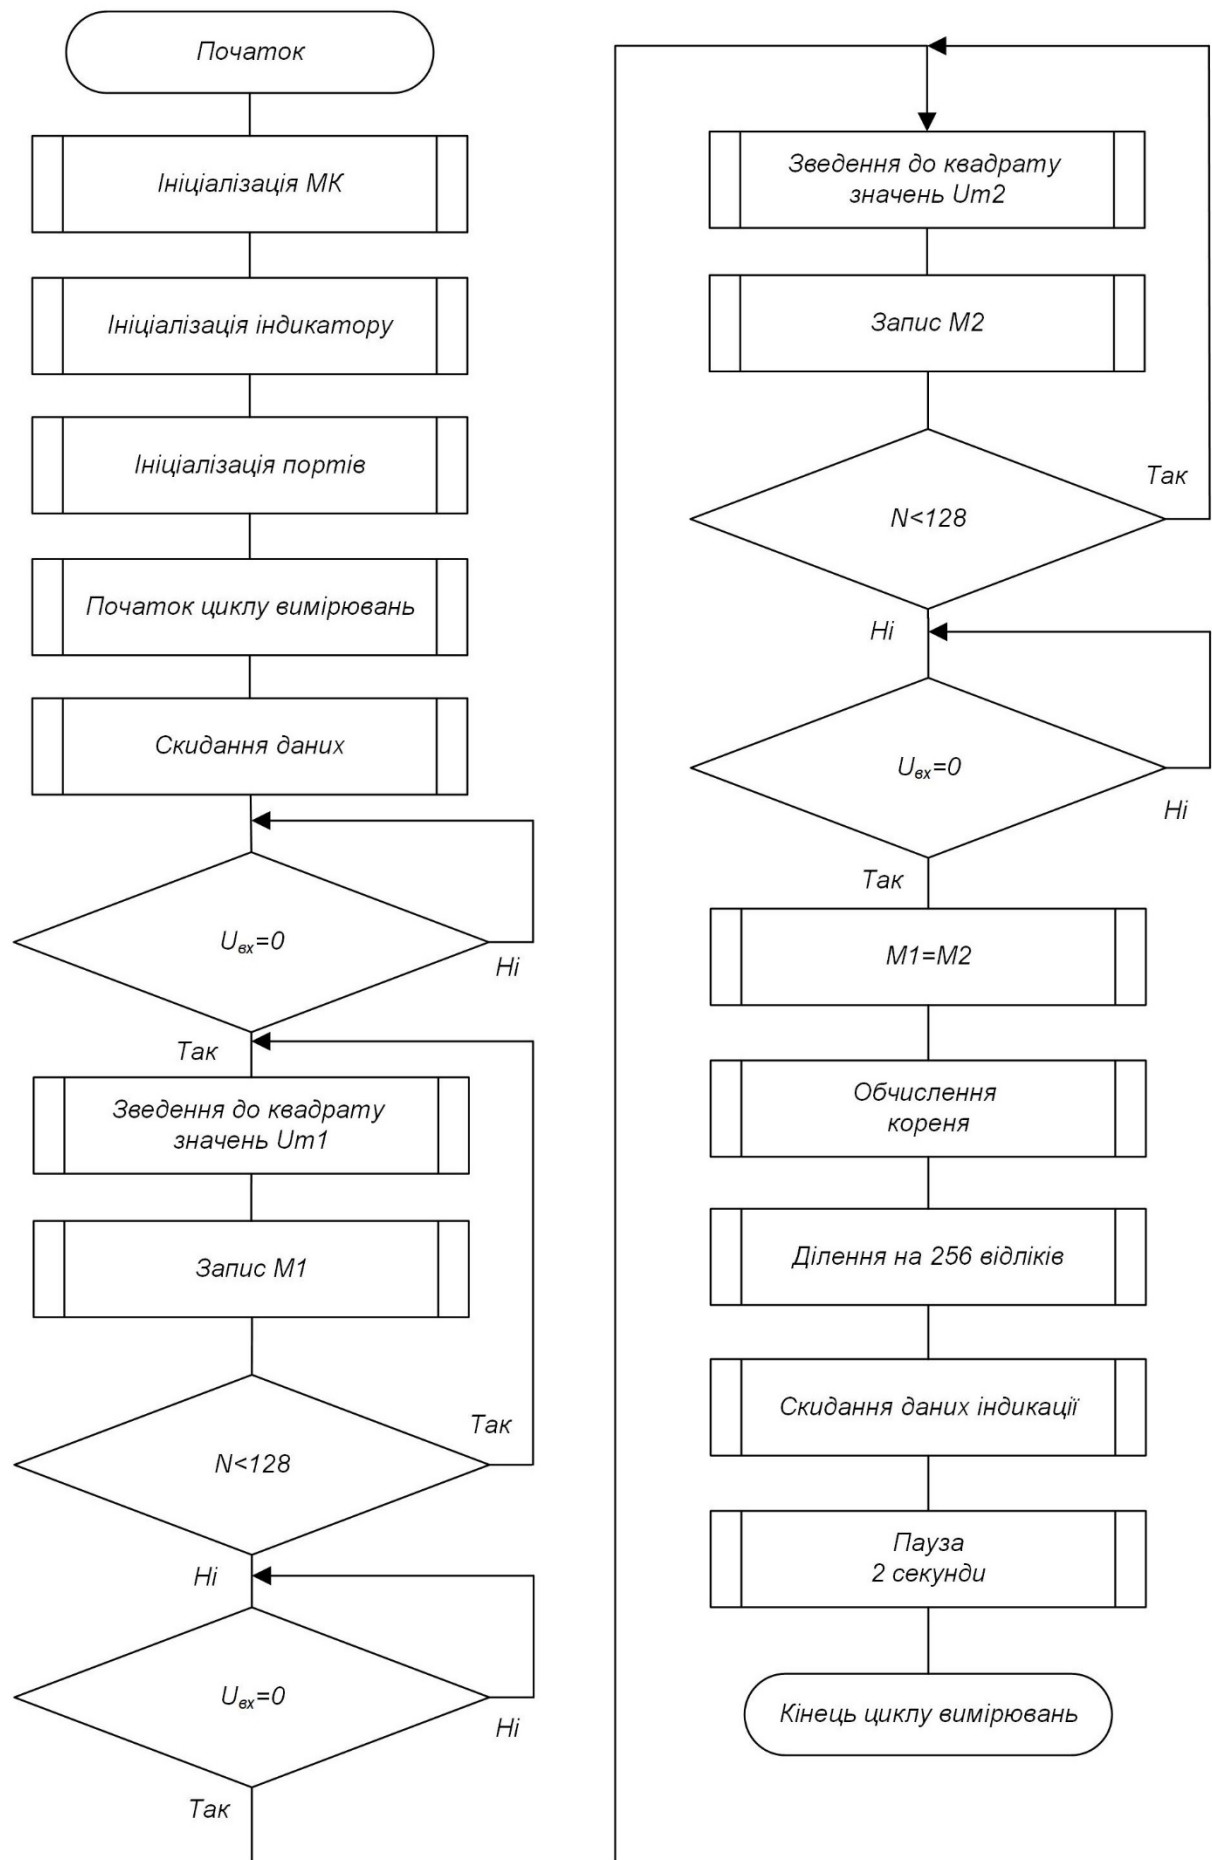 Початок
Ініціалізація МК
Ініціалізація індикатору
Ініціалізація портів
Початок циклу вимірювань
Скидання даних
Uвх=0
Ні
Так
Зведення до квадрату
значень Um1
Запис М1
N<128
Так
Ні
Uвх=0
Ні
Так
Зведення до квадрату
значень Um2
Запис М2
N<128
Так
Ні
Uвх=0
Ні
Так
М1=М2
Обчислення
кореня
Ділення на 256 відліків
Скидання даних індикації
Пауза
2 секунди
Кінець циклу вимірювань